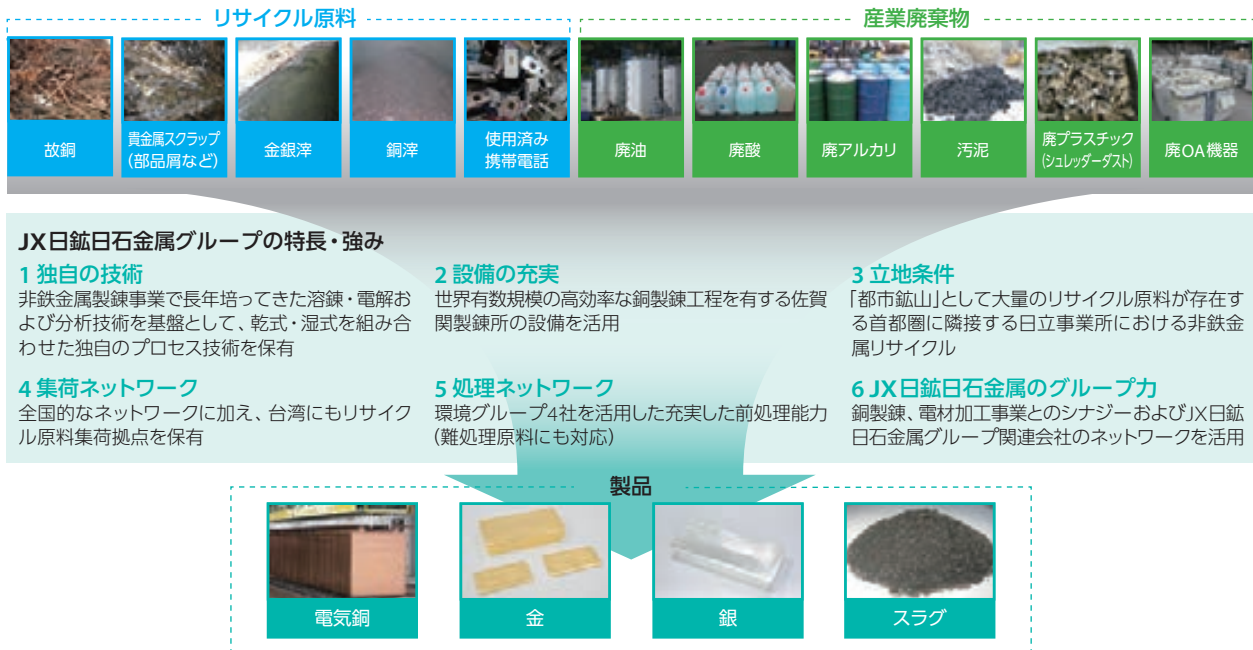 リサイクル原料
産業廃棄物
故銅
貴金属スクラップ
(部品屑など)
金銀滓
銅滓
使用済み
携帯電話
廃油
廃酸
廃アルカリ
汚泥
廃プラスチック
(シュレッダーダスト)
廃OA機器
JX日鉱日石金属グループの特長・強み
1 独自の技術
非鉄金属製錬事業で長年培ってきた溶錬・電解お
よび分析技術を基盤として、乾式・湿式を組み合
わせた独自のプロセス技術を保有
2 設備の充実
世界有数規模の高効率な銅製錬工程を有する佐賀
関製錬所の設備を活用
3 立地条件
「都市鉱山」として大量のリサイクル原料が存在す
る首都圏に隣接する日立事業所における非鉄金
属リサイクル
4 集荷ネットワーク
全国的なネットワークに加え、台湾にもリサイク
ル原料集荷拠点を保有
5 処理ネットワーク
環境グループ4社を活用した充実した前処理能力
(難処理原料にも対応)
6 JX日鉱日石金属のグループ力
銅製錬、電材加工事業とのシナジーおよびJX日鉱
日石金属グループ関連会社のネットワークを活用
製品
電気銅
金
銀
スラグ